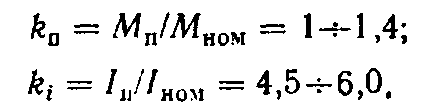 kп = Mп/Mном = 1÷1,4;
ki = Iп/Iном = 4,5÷6,0.